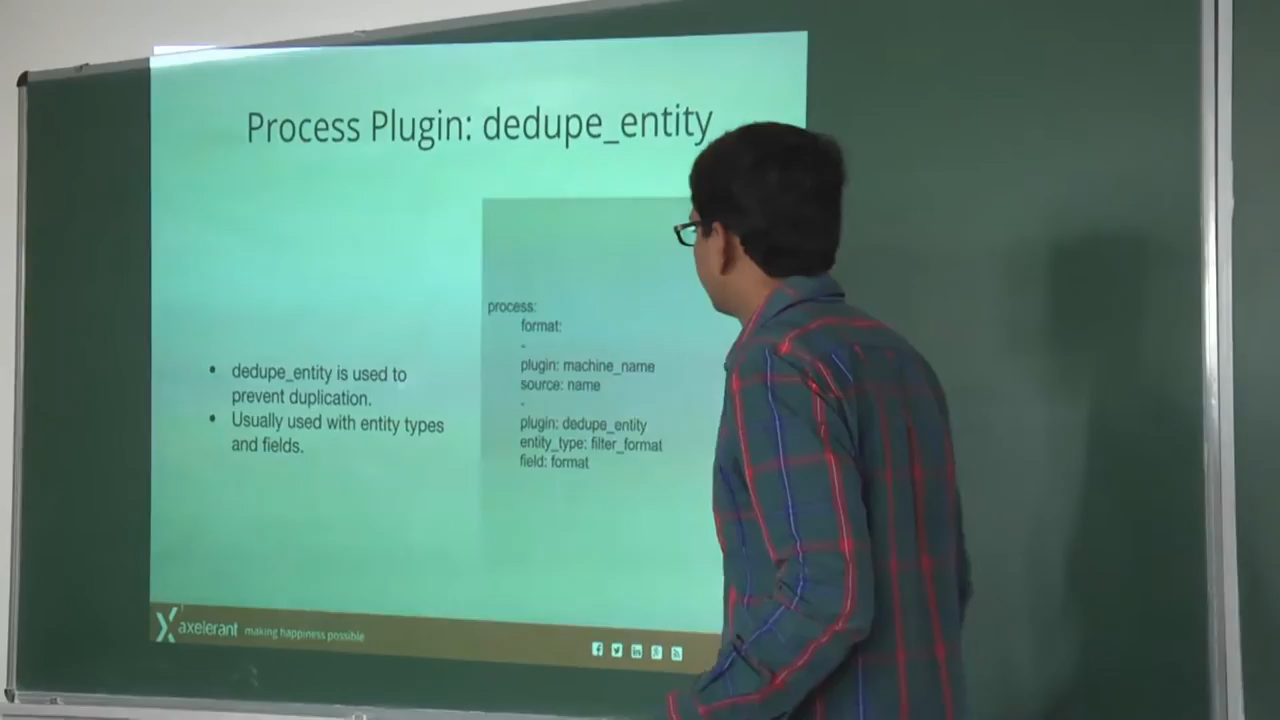 Process Plugin: dedupe_entity
• dedupe_entity is used to
prevent duplication.
• Usually used with entity types
and fields.
process:
format:
-
plugin: machine_name
source: name
-
plugin: dedupe_entity
entity_type: filter_format
field: format
axelerant making happiness possible